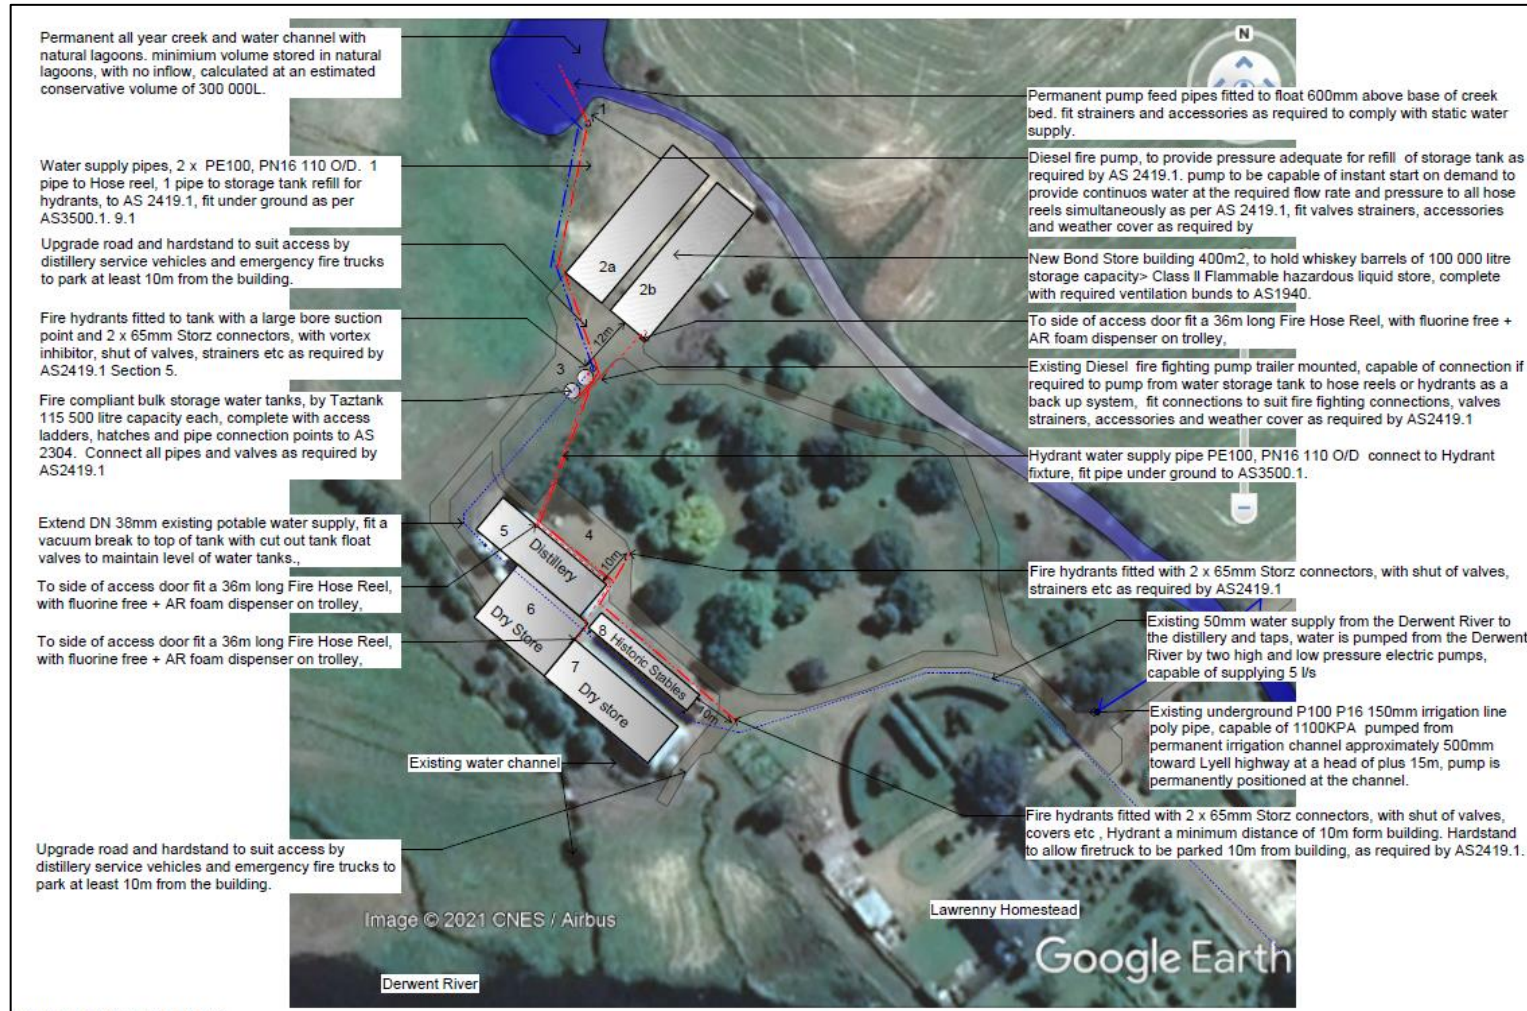 Permanent all year creek and water channel with
natural lagoons. minimium volume stored in natural
lagoons, with no inflow, calculated at an estimated
conservative volume of 300 000L.
Water supply pipes, 2 x PE100, PN16 110 O/D. 1
pipe to Hose reel, 1 pipe to storage tank refill for
hydrants, to AS 2419.1, fit under ground as per
AS3500.1. 9.1
Upgrade road and hardstand to suit access by
distillery service vehicles and emergency fire trucks
to park at least 10m from the building.
Fire hydrants fitted to tank with a large bore suction
point and 2 x 65mm Storz connectors, with vortex
inhibitor, shut of valves, strainers etc as required by
AS2419.1 Section 5.
Fire compliant bulk storage water tanks, by Taztank
115 500 litre capacity each, complete with access
ladders, hatches and pipe connection points to AS
2304. Connect all pipes and valves as required by
AS2419.1
Extend DN 38mm existing potable water supply, fit a
vacuum break to top of tank with cut out tank float
valves to maintain level of water tanks.,
To side of access door fit a 36m long Fire Hose Reel,
with fluorine free + AR foam dispenser on trolley,
To side of access door fit a 36m long Fire Hose Reel,
with fluorine free + AR foam dispenser on trolley,
Existing water channel
Upgrade road and hardstand to suit access by
distillery service vehicles and emergency fire trucks to
park at least 10m from the building.
Image © 2021 CNES / Airbus
Derwent River
1
2a
2b
12m
3
4
5
Distillery
10m
6
Dry Store
7
Dry store
8 Historic Stables
10m
N
Permanent pump feed pipes fitted to float 600mm above base of creek
bed. fit strainers and accessories as required to comply with static water
supply.
Diesel fire pump, to provide pressure adequate for refill of storage tank as
required by AS 2419.1. pump to be capable of instant start on demand to
provide continuos water at the required flow rate and pressure to all hose
reels simultaneously as per AS 2419.1, fit valves strainers, accessories
and weather cover as required by
New Bond Store building 400m2, to hold whiskey barrels of 100 000 litre
storage capacity> Class II Flammable hazardous liquid store, complete
with required ventilation bunds to AS1940.
To side of access door fit a 36m long Fire Hose Reel, with fluorine free +
AR foam dispenser on trolley,
Existing Diesel fire fighting pump trailer mounted, capable of connection if
required to pump from water storage tank to hose reels or hydrants as a
back up system, fit connections to suit fire fighting connections, valves
strainers, accessories and weather cover as required by AS2419.1
Hydrant water supply pipe PE100, PN16 110 O/D connect to Hydrant
fixture, fit pipe under ground to AS3500.1.
Fire hydrants fitted with 2 x 65mm Storz connectors, with shut of valves,
strainers etc as required by AS2419.1
Existing 50mm water supply from the Derwent River to
the distillery and taps, water is pumped from the Derwent
River by two high and low pressure electric pumps,
capable of supplying 5 l/s
Existing underground P100 P16 150mm irrigation line
poly pipe, capable of 1100KPA pumped from
permanent irrigation channel approximately 500mm
toward Lyell highway at a head of plus 15m, pump is
permanently positioned at the channel.
Fire hydrants fitted with 2 x 65mm Storz connectors, with shut of valves,
covers etc , Hydrant a minimum distance of 10m form building. Hardstand
to allow firetruck to be parked 10m from building, as required by AS2419.1.
Lawrenny Homestead
Google Earth